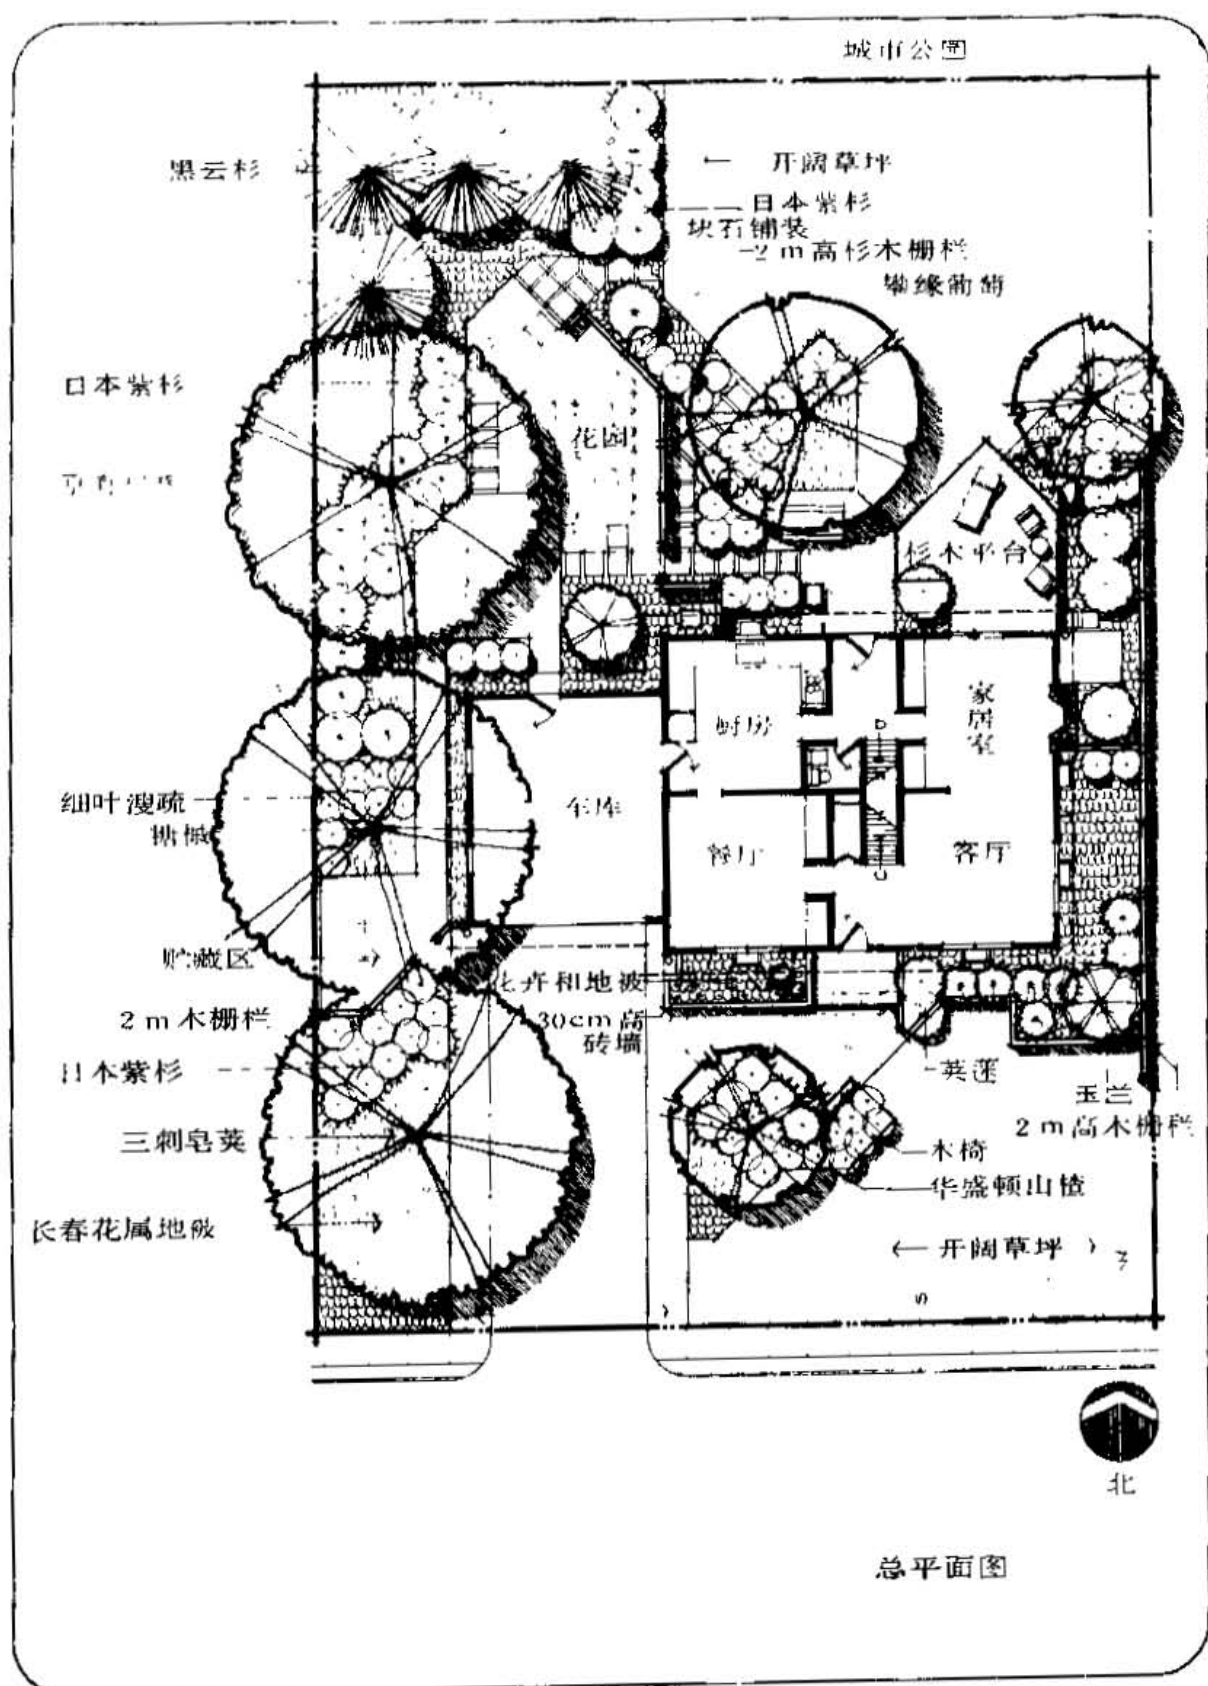 城市公园
黑云杉
开阔草坪
日本紫杉
块石铺装
2 m高杉木栅栏
攀缘葡萄
日本紫杉
花园
杉木平台
厨房
家居室
细叶溲疏
糖槭
车库
餐厅
客厅
贮藏区
花卉和地被
2 m木栅栏
30cm高
砖墙
日本紫杉
荚蒾
玉兰
2 m高木栅栏
三刺皂荚
木椅
华盛顿山楂
长春花属地被
开阔草坪
北
总平面图